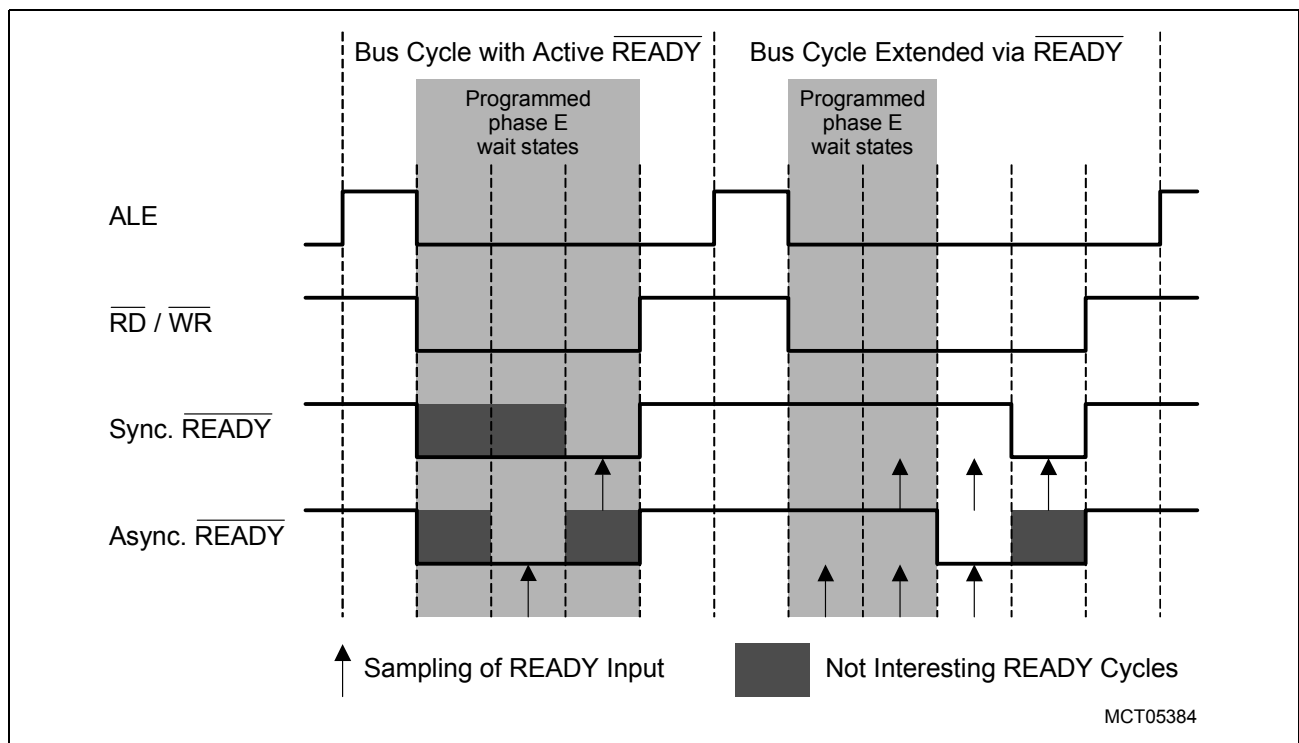 Bus Cycle with Active READY
Bus Cycle Extended via READY
Programmed
phase E
wait states
Programmed
phase E
wait states
ALE
RD / WR
Sync. READY
Async. READY
Sampling of READY Input
Not Interesting READY Cycles
MCT05384